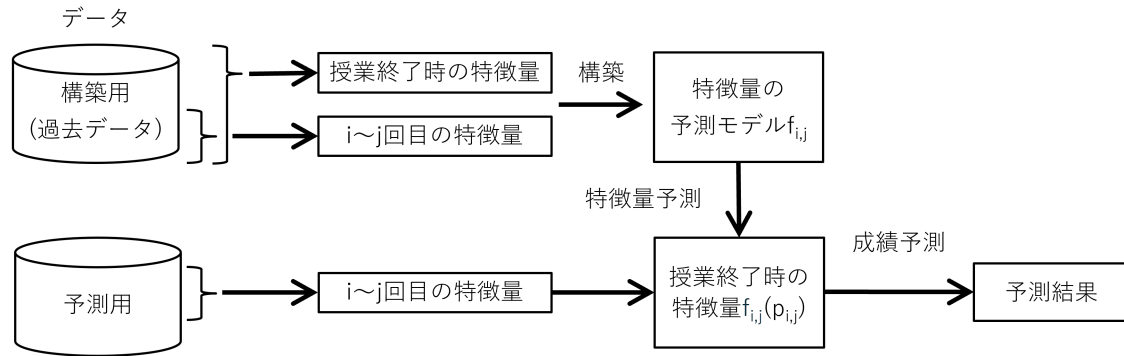 データ
構築用
(過去データ)
授業終了時の特徴量
i～j回目の特徴量
構築
特徴量の
予測モデルfi,j
特徴量予測
予測用
i～j回目の特徴量
授業終了時の
特徴量fi,j(pi,j)
成績予測
予測結果